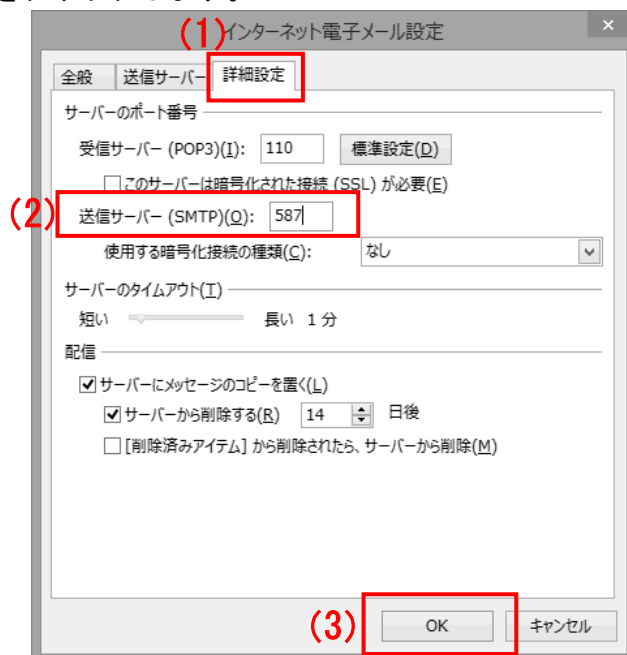 (1)インターネット電子メール設定 ×
全般 送信サーバー 詳細設定
サーバーのポート番号
受信サーバー (POP3)(I): 110 標準設定(D)
このサーバーは暗号化された接続 (SSL) が必要(E)
(2) 送信サーバー (SMTP)(O): 587
使用する暗号化接続の種類(C): なし
サーバーのタイムアウト(T)
短い 長い 1 分
配信
サーバーにメッセージのコピーを置く(L)
サーバーから削除する(R) 14 日後
[削除済みアイテム] から削除されたら、サーバーから削除(M)
(3) OK キャンセル